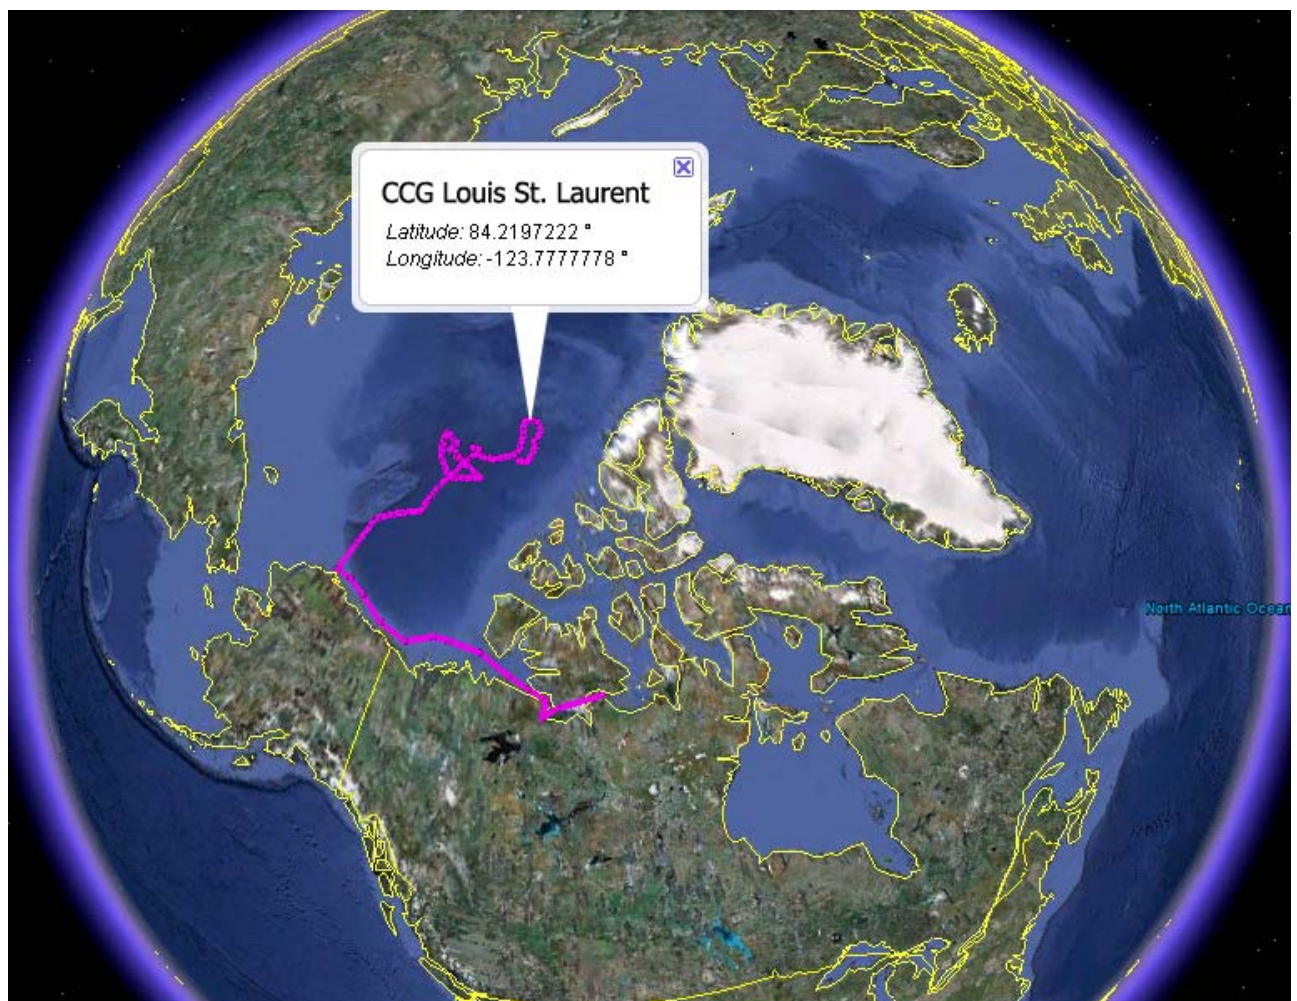 CCG Louis St. Laurent
Latitude: 84.2197222 °
Longitude: -123.7777778 °
North Atlantic Ocean